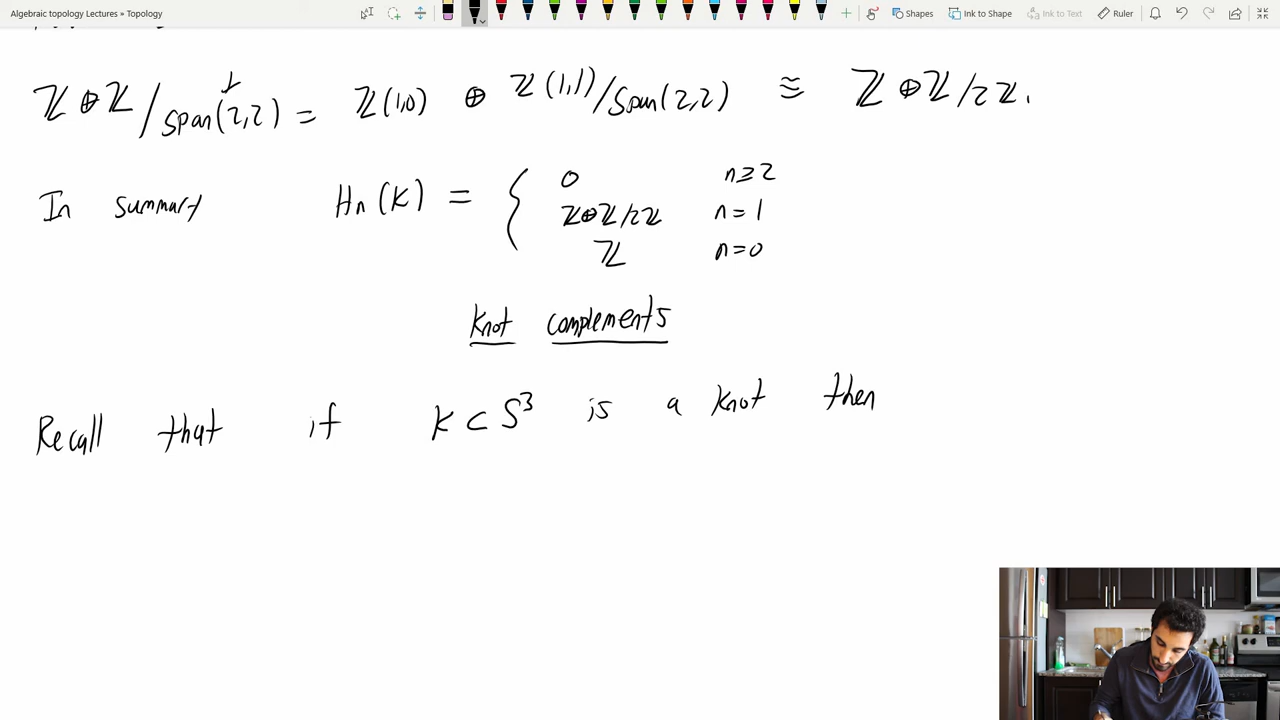 Algebraic topology Lectures » Topology
Shapes
Ink to Shape
Ink to Text
Ruler
ℤ ⊕ ℤ / Span(2,2) = ℤ(1,0) ⊕ ℤ(1,1)/Span(2,2) ≅ ℤ ⊕ ℤ/2ℤ.
In summary Hn(K) = { 0 n≥2
ℤ⊕ℤ/2ℤ n=1
ℤ n=0
Knot complements
Recall that if K ⊂ S³ is a knot then